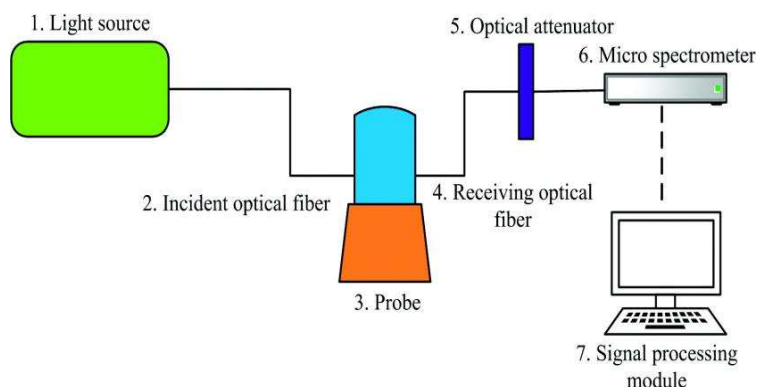 1. Light source
5. Optical attenuator
6. Micro spectrometer
2. Incident optical fiber
4. Receiving optical
fiber
3. Probe
7. Signal processing
module